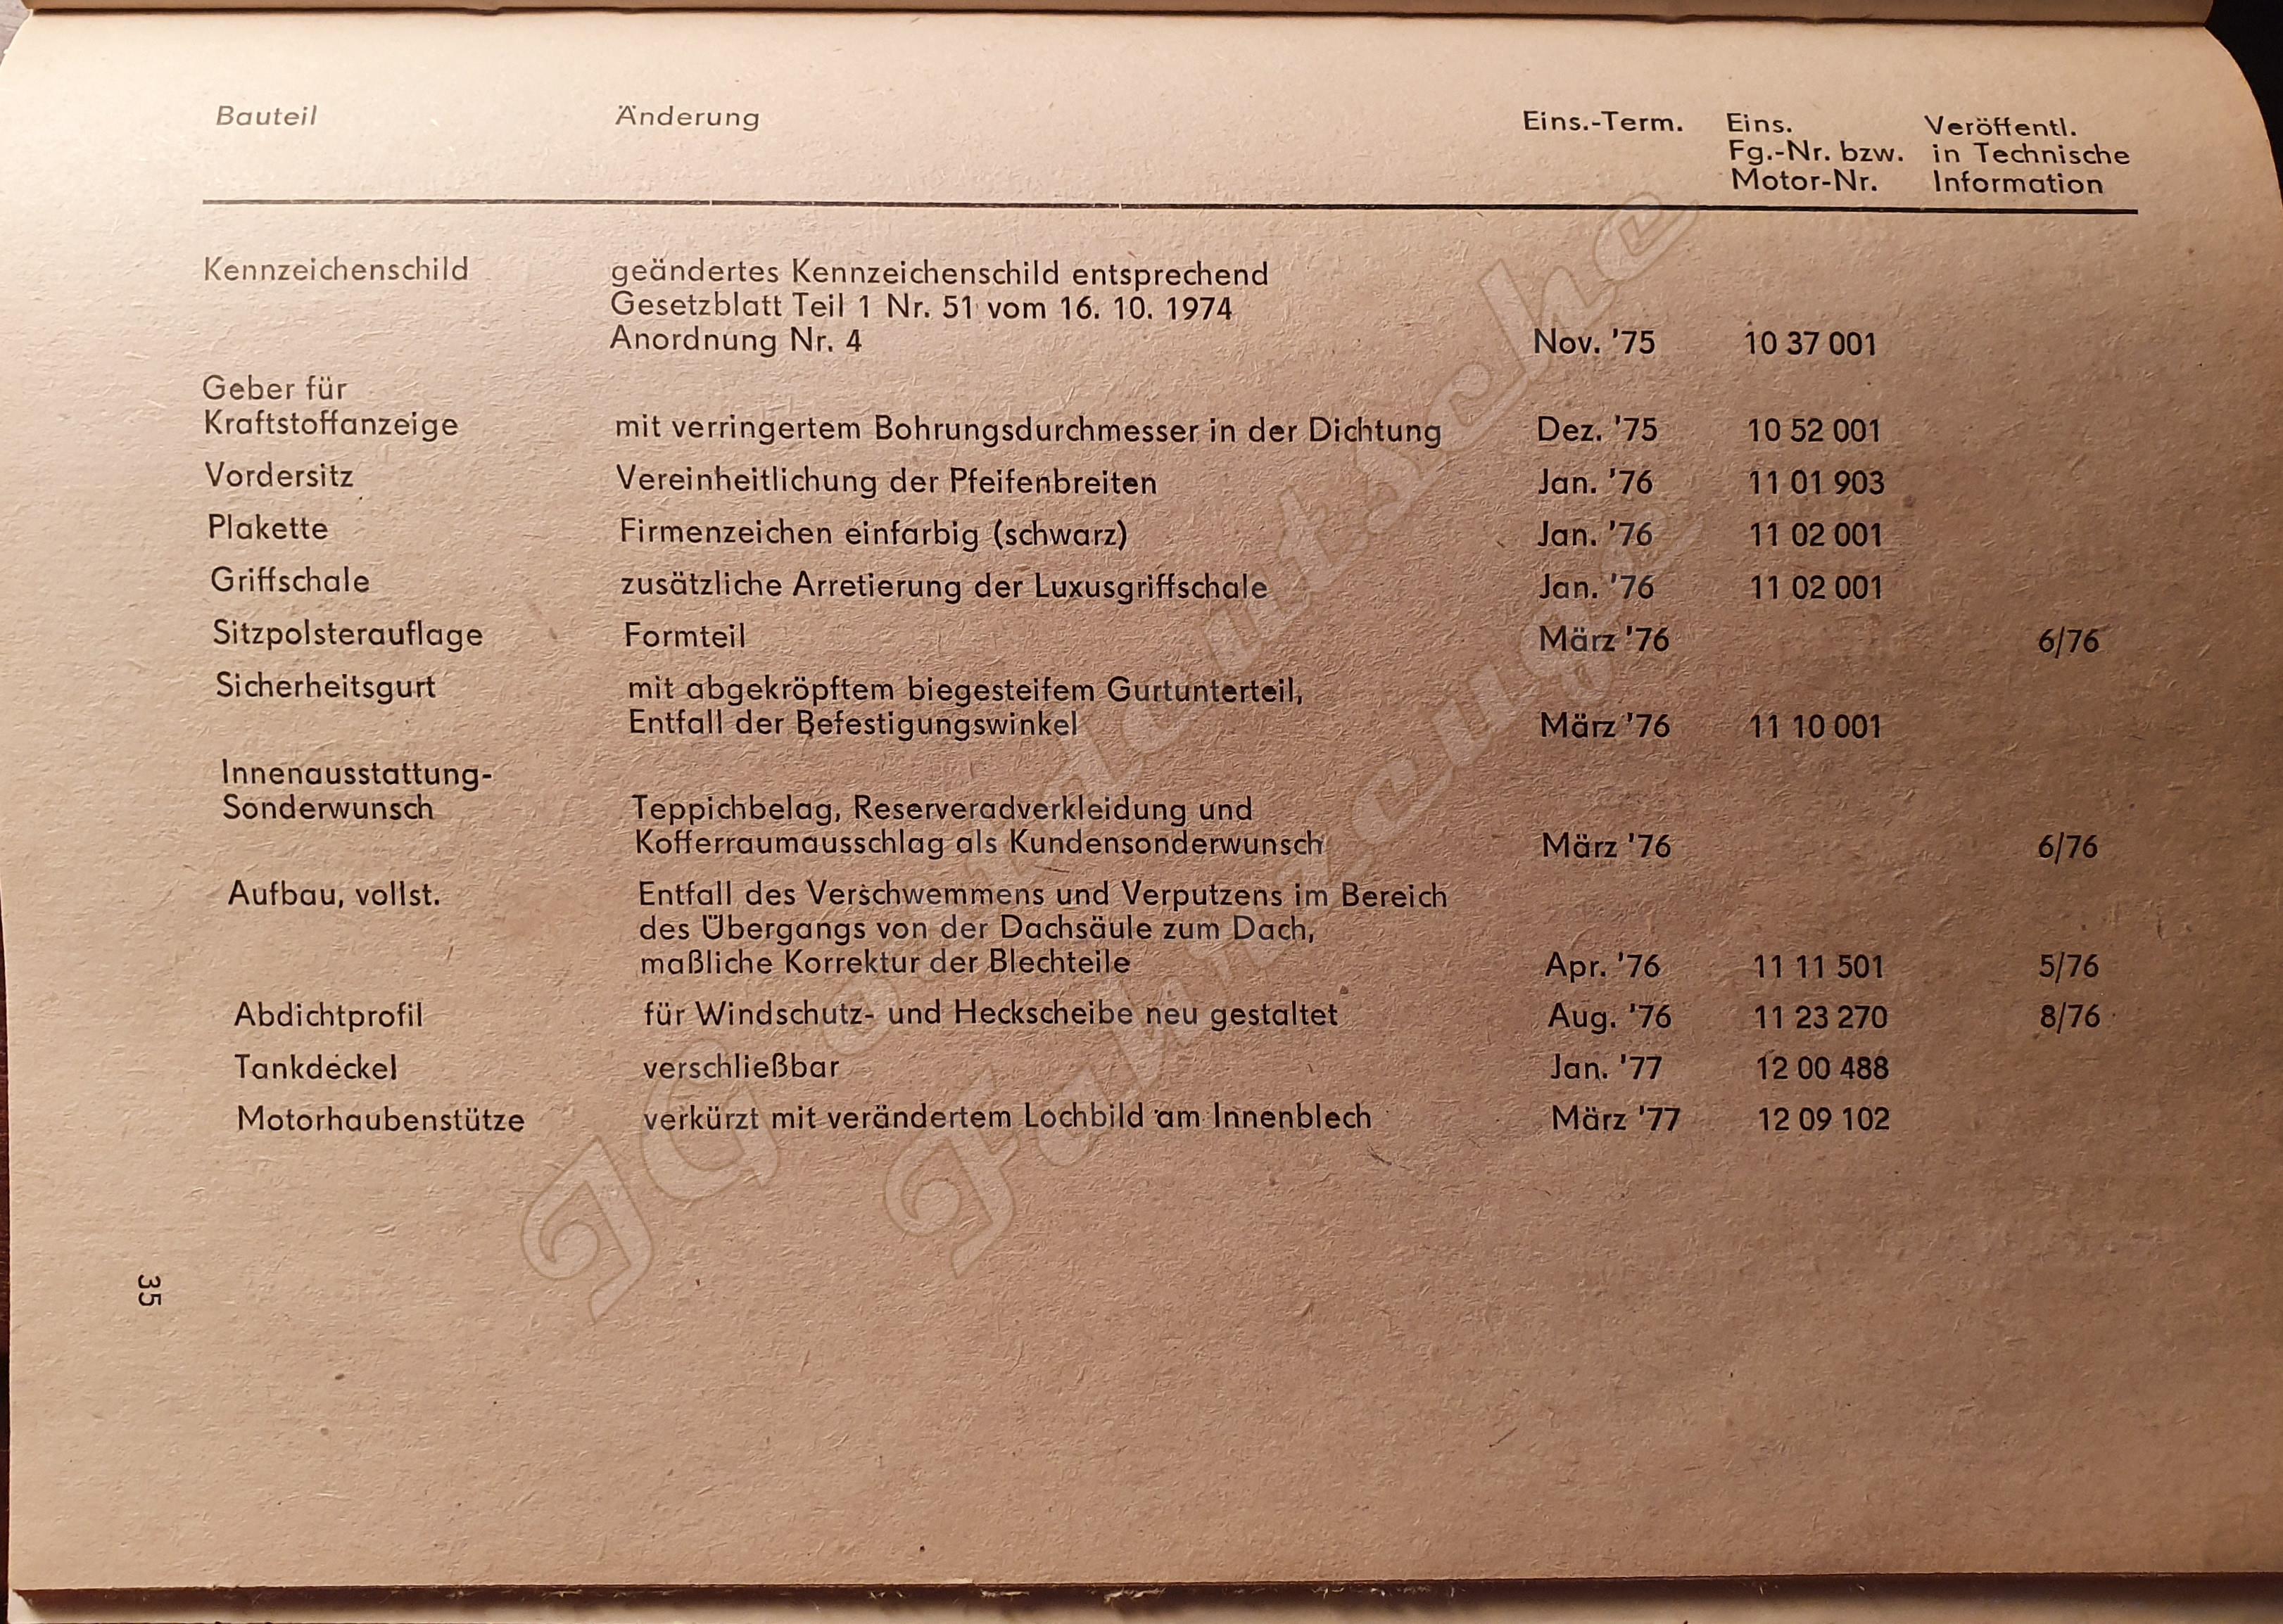 Bauteil Änderung Eins.-Term. Eins. Veröffentl.
Fg.-Nr. bzw. in Technische
Motor-Nr. Information
Kennzeichenschild geändertes Kennzeichenschild entsprechend
Gesetzblatt Teil 1 Nr. 51 vom 16. 10. 1974
Anordnung Nr. 4 Nov. '75 10 37 001
Geber für
Kraftstoffanzeige mit verringertem Bohrungsdurchmesser in der Dichtung Dez. '75 10 52 001
Vordersitz Vereinheitlichung der Pfeifenbreiten Jan. '76 11 01 903
Plakette Firmenzeichen einfarbig (schwarz) Jan. '76 11 02 001
Griffschale zusätzliche Arretierung der Luxusgriffschale Jan. '76 11 02 001
Sitzpolsterauflage Formteil März '76 6/76
Sicherheitsgurt mit abgekröpftem biegesteifem Gurtunterteil,
Entfall der Befestigungswinkel März '76 11 10 001
Innenausstattung-
Sonderwunsch Teppichbelag, Reserveradverkleidung und
Kofferraumausschlag als Kundensonderwunsch März '76 6/76
Aufbau, vollst. Entfall des Verschwemmens und Verputzens im Bereich
des Übergangs von der Dachsäule zum Dach,
maßliche Korrektur der Blechteile Apr. '76 11 11 501 5/76
Abdichtprofil für Windschutz- und Heckscheibe neu gestaltet Aug. '76 11 23 270 8/76
Tankdeckel verschließbar Jan. '77 12 00 488
Motorhaubenstütze verkürzt mit verändertem Lochbild am Innenblech März '77 12 09 102
35
IG ostdeutsche
Fahrzeuge